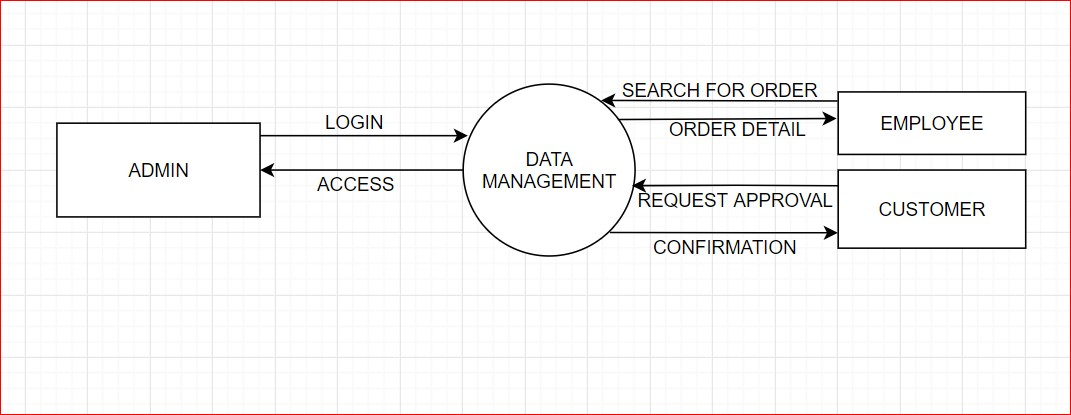 SEARCH FOR ORDER
LOGIN
EMPLOYEE
ORDER DETAIL
DATA
MANAGEMENT
ADMIN
ACCESS
REQUEST APPROVAL
CUSTOMER
CONFIRMATION